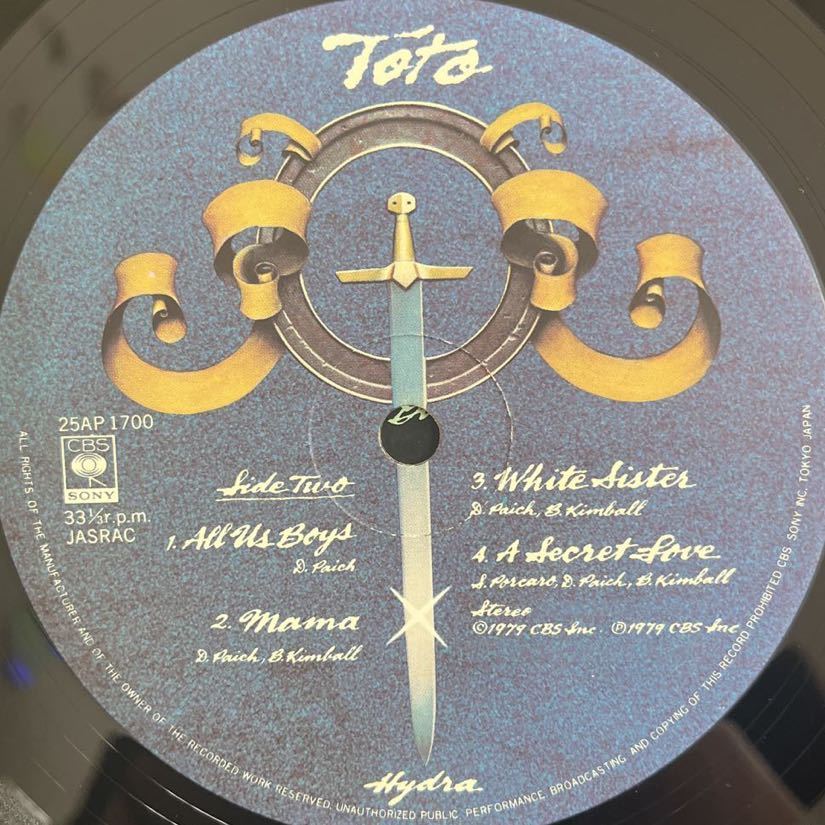 Toto
25AP 1700
CBS
SONY
33⅓r.p.m.
JASRAC
Side Two
1. All Us Boys
D. Paich
2. Mama
D. Paich, B. Kimball
3. White Sister
D. Paich, B. Kimball
4. A Secret Love
S. Porcaro, D. Paich, B. Kimball
Stereo
©1979 CBS Inc. ℗1979 CBS Inc
Hydra
ALL RIGHTS OF THE MANUFACTURER AND OF THE OWNER OF THE RECORDED WORK RESERVED. UNAUTHORIZED PUBLIC PERFORMANCE, BROADCASTING AND COPYING OF THIS RECORD PROHIBITED CBS SONY INC. TOKYO JAPAN